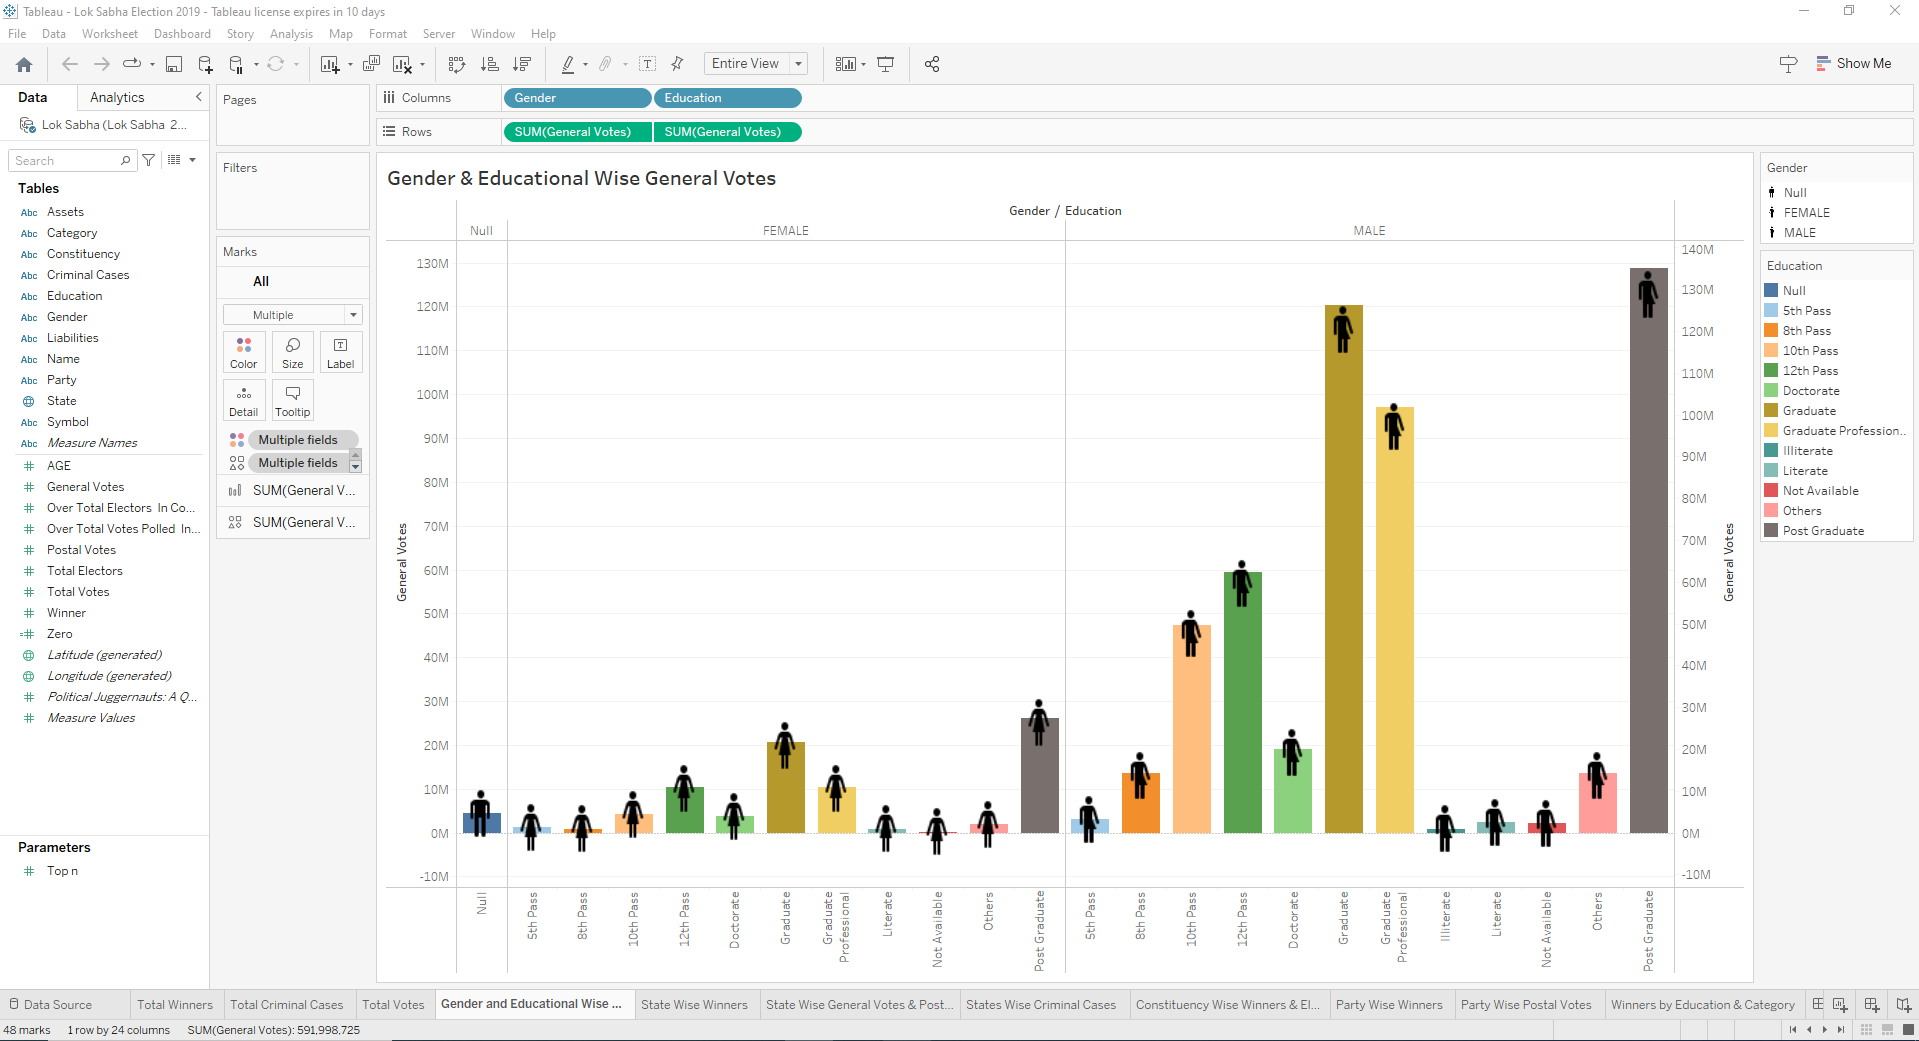 Tableau - Lok Sabha Election 2019 - Tableau license expires in 10 days
File Data Worksheet Dashboard Story Analysis Map Format Server Window Help
Entire View
Show Me
Data Analytics
Lok Sabha (Lok Sabha 2...
Search
Tables
Abc Assets
Abc Category
Abc Constituency
Abc Criminal Cases
Abc Education
Abc Gender
Abc Liabilities
Abc Name
Abc Party
State
Abc Symbol
Abc Measure Names
# AGE
# General Votes
# Over Total Electors In Co...
# Over Total Votes Polled In...
# Postal Votes
# Total Electors
# Total Votes
# Winner
=# Zero
Latitude (generated)
Longitude (generated)
# Political Juggernauts: A Q...
# Measure Values
Parameters
# Top n
Pages
Filters
Marks
All
Multiple
Color Size Label
Detail Tooltip
Multiple fields
Multiple fields
SUM(General V...
SUM(General V...
Columns Gender Education
Rows SUM(General Votes) SUM(General Votes)
Gender & Educational Wise General Votes
Gender / Education
Null FEMALE MALE
General Votes
130M
120M
110M
100M
90M
80M
70M
60M
50M
40M
30M
20M
10M
0M
-10M
140M
130M
120M
110M
100M
90M
80M
70M
60M
50M
40M
30M
20M
10M
0M
-10M
General Votes
Null
5th Pass
8th Pass
10th Pass
12th Pass
Doctorate
Graduate
Graduate
Professional
Literate
Not Available
Others
Post Graduate
5th Pass
8th Pass
10th Pass
12th Pass
Doctorate
Graduate
Graduate
Professional
Illiterate
Literate
Not Available
Others
Post Graduate
Gender
Null
FEMALE
MALE
Education
Null
5th Pass
8th Pass
10th Pass
12th Pass
Doctorate
Graduate
Graduate Profession..
Illiterate
Literate
Not Available
Others
Post Graduate
Data Source Total Winners Total Criminal Cases Total Votes Gender and Educational Wise ... State Wise Winners State Wise General Votes & Post... States Wise Criminal Cases Constituency Wise Winners & El... Party Wise Winners Party Wise Postal Votes Winners by Education & Category
48 marks 1 row by 24 columns SUM(General Votes): 591,998,725